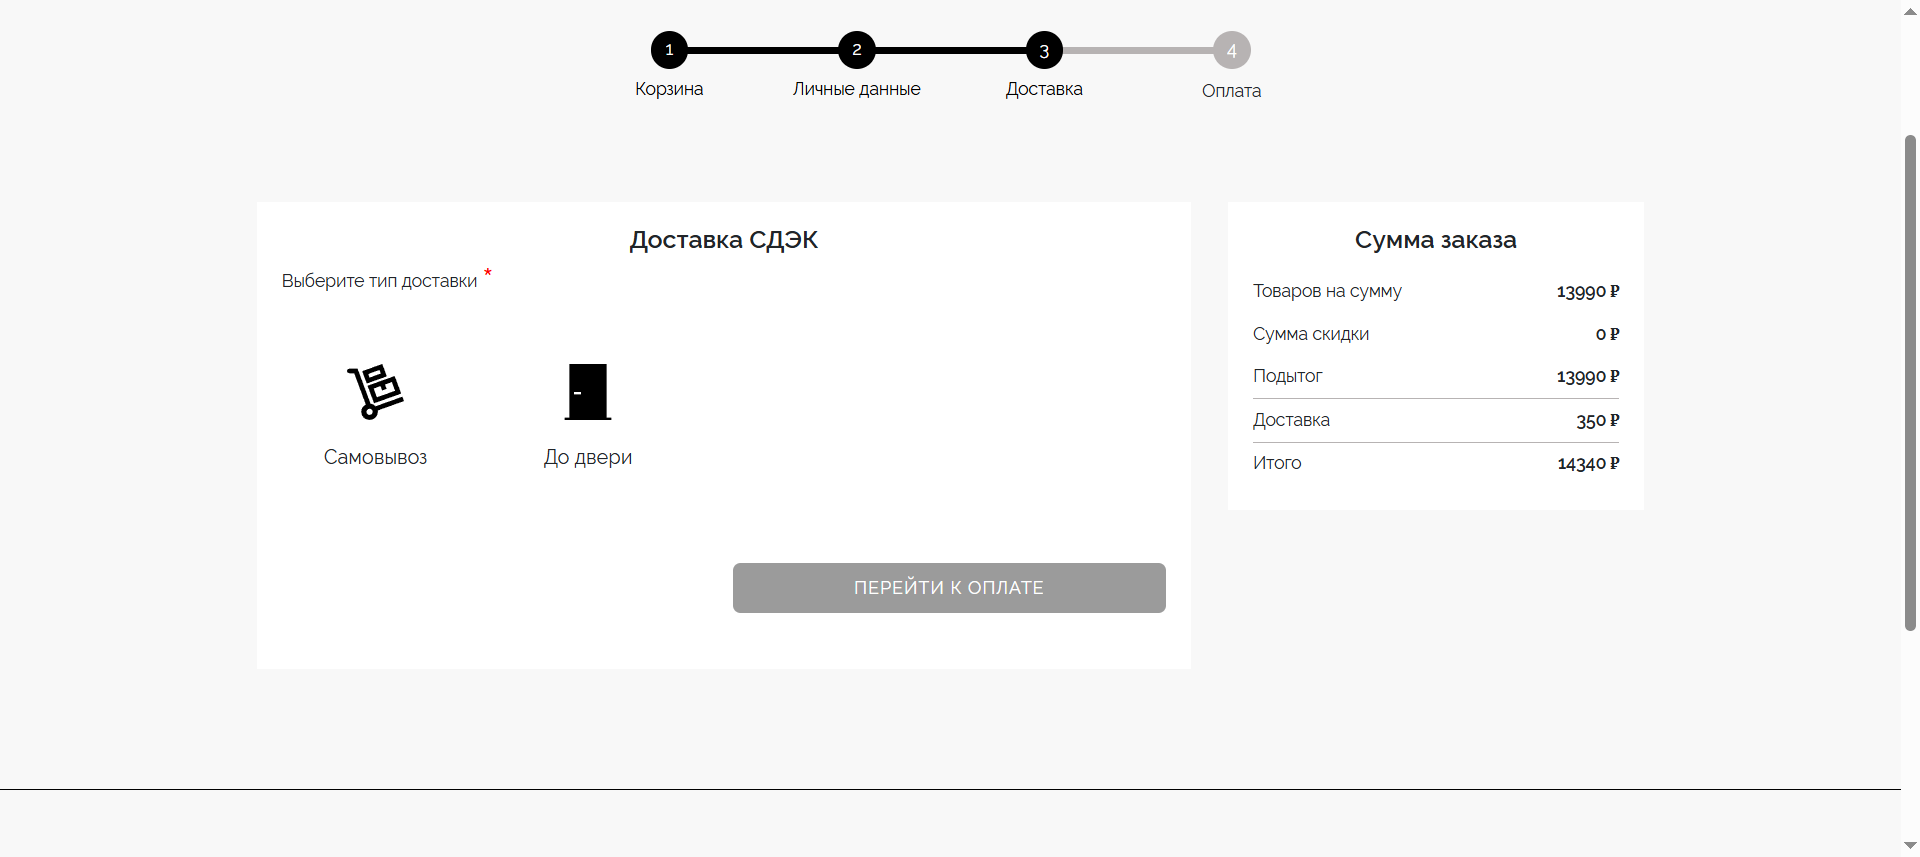 1
2
3
4
Корзина
Личные данные
Доставка
Оплата
Доставка СДЭК
Выберите тип доставки *
Самовывоз
До двери
ПЕРЕЙТИ К ОПЛАТЕ
Сумма заказа
Товаров на сумму 13990 ₽
Сумма скидки 0 ₽
Подытог 13990 ₽
Доставка 350 ₽
Итого 14340 ₽